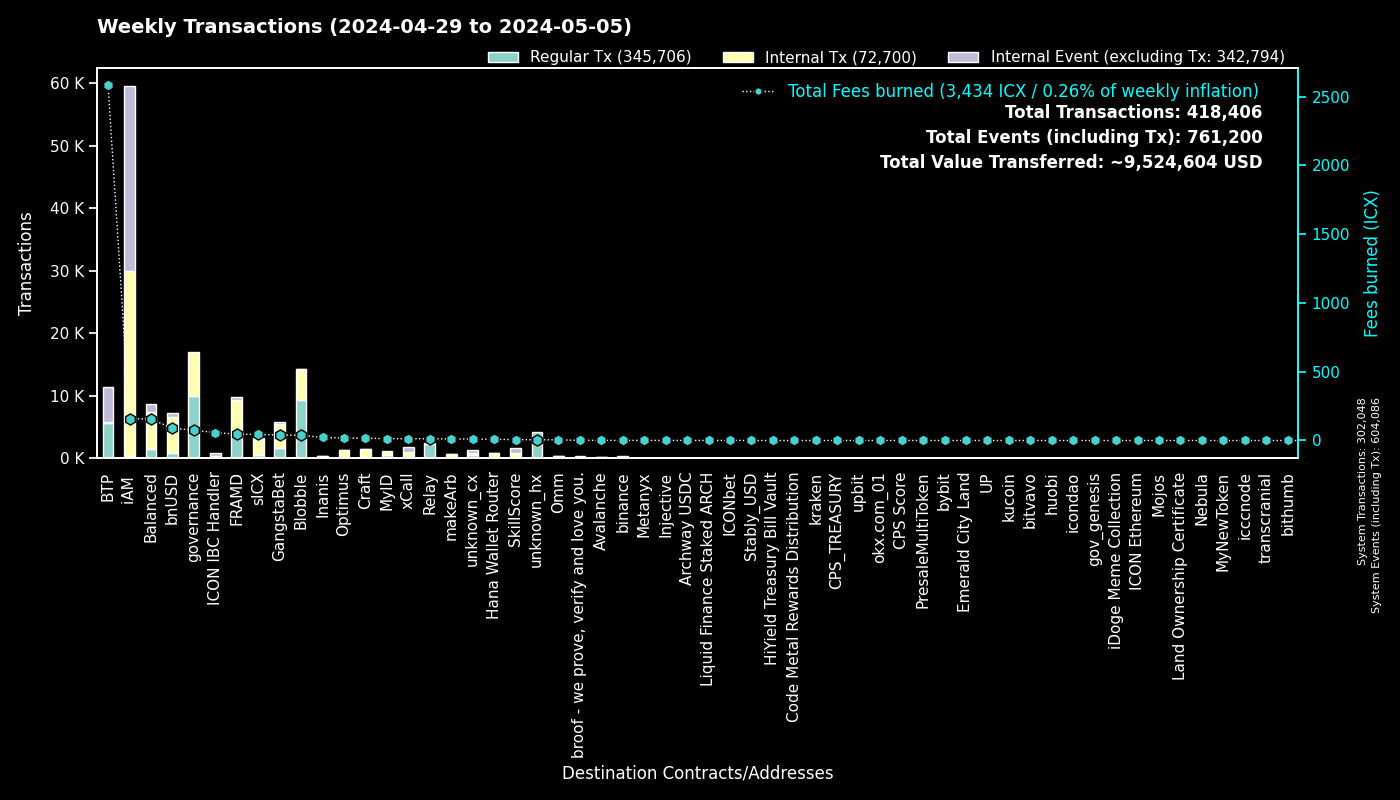 Weekly Transactions (2024-04-29 to 2024-05-05)
Regular Tx (345,706)
Internal Tx (72,700)
Internal Event (excluding Tx: 342,794)
Total Fees burned (3,434 ICX / 0.26% of weekly inflation)
Total Transactions: 418,406
Total Events (including Tx): 761,200
Total Value Transferred: ~9,524,604 USD
Transactions
60 K
50 K
40 K
30 K
20 K
10 K
0 K
2500
2000
1500
1000
500
0
Fees burned (ICX)
System Transactions: 302,048
System Events (including Tx): 604,086
BTP
iAM
Balanced
bnUSD
governance
ICON IBC Handler
FRAMD
sICX
GangstaBet
Blobble
Inanis
Optimus
Craft
MyID
xCall
Relay
makeArb
unknown_cx
Hana Wallet Router
SkillScore
unknown_hx
Omm
broof - we prove, verify and love you.
Avalanche
binance
Metanyx
Injective
Archway USDC
Liquid Finance Staked ARCH
ICONbet
Stably_USD
HiYield Treasury Bill Vault
Code Metal Rewards Distribution
kraken
CPS_TREASURY
upbit
okx.com_01
CPS Score
PresaleMultiToken
bybit
Emerald City Land
UP
kucoin
bitvavo
huobi
icondao
gov_genesis
iDoge Meme Collection
ICON Ethereum
Mojos
Land Ownership Certificate
Nebula
MyNewToken
icccnode
transcranial
bithumb
Destination Contracts/Addresses